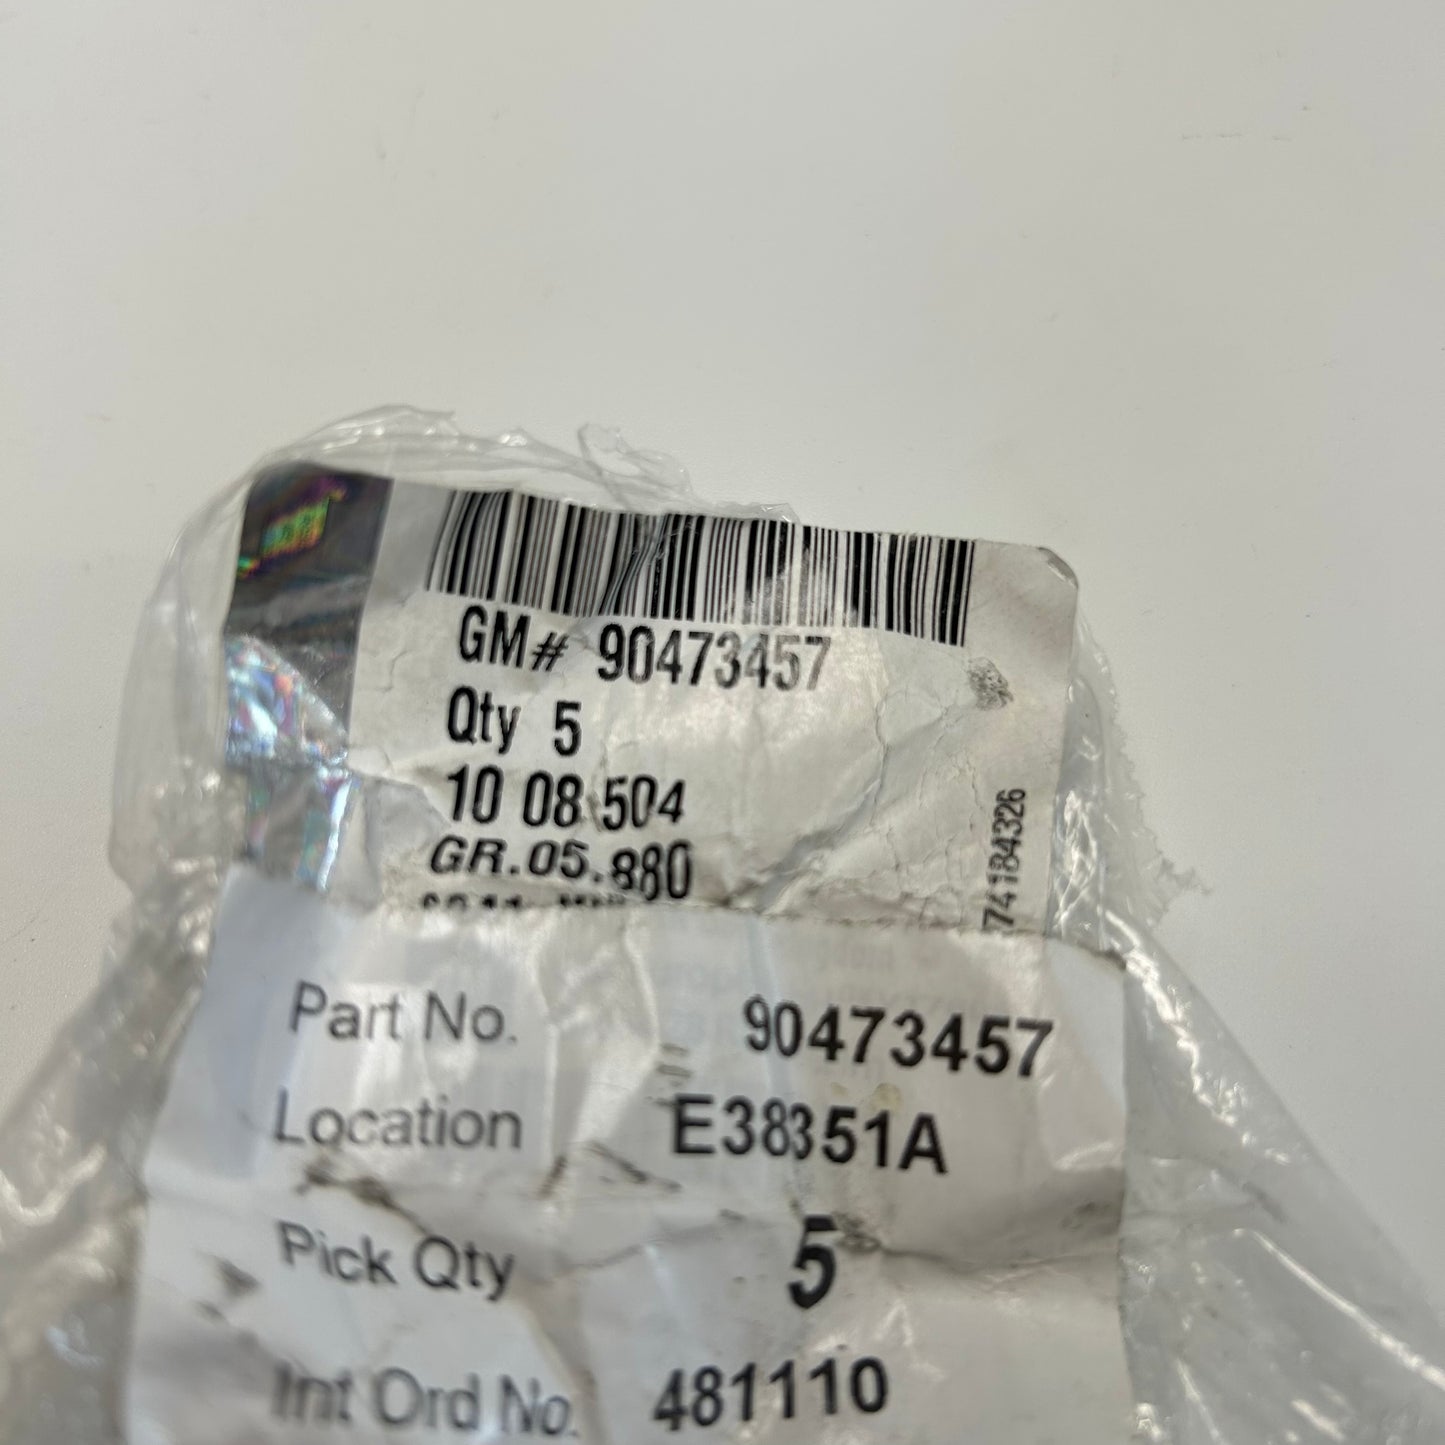 GM# 90473457
Qty 5
10 08 504
GR.05.880
74184326
Part No. 90473457
Location E38351A
Pick Qty 5
Int Ord No. 481110